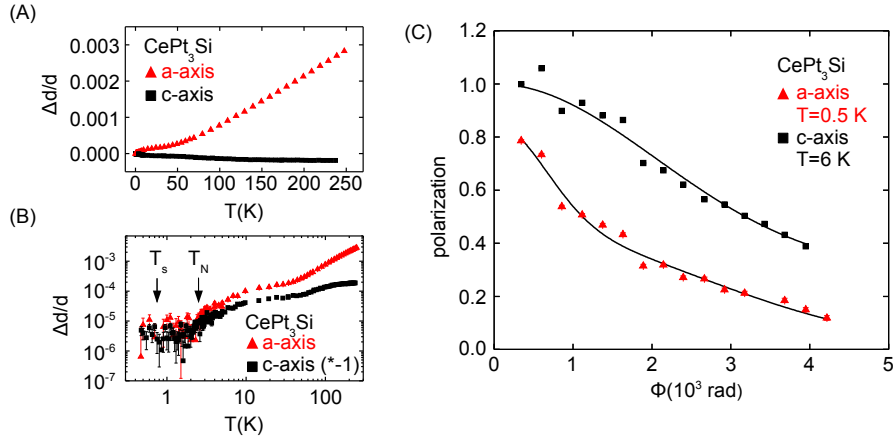 (A)
0.003
0.002
0.001
0.000
Δd/d
CePt₃Si
a-axis
c-axis
0 50 100 150 200 250
T(K)
(B)
10⁻³
10⁻⁴
10⁻⁵
10⁻⁶
10⁻⁷
Δd/d
Tₛ T_N
CePt₃Si
a-axis
c-axis (*-1)
1 10 100
T(K)
(C)
1.2
1.0
0.8
0.6
0.4
0.2
0.0
polarization
CePt₃Si
a-axis
T=0.5 K
c-axis
T=6 K
0 1 2 3 4 5
Φ(10³ rad)